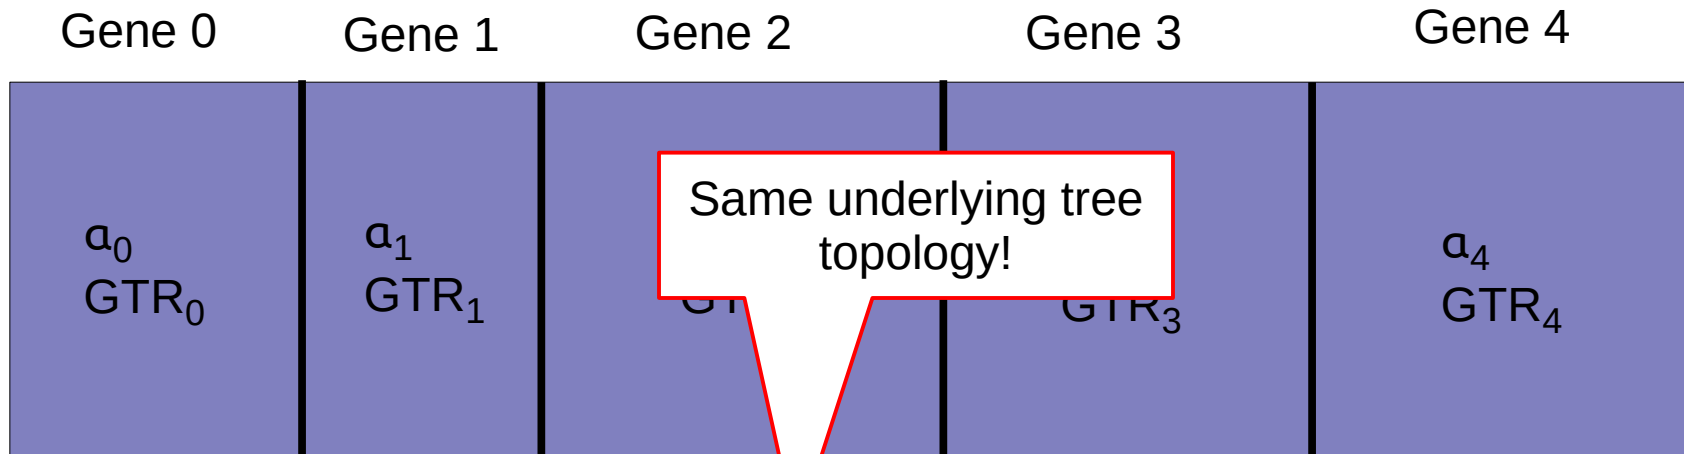 Gene 0 Gene 1 Gene 2 Gene 3 Gene 4
Same underlying tree
topology!
α₀ α₁ α₄
GTR₀ GTR₁ GTR₃ GTR₄